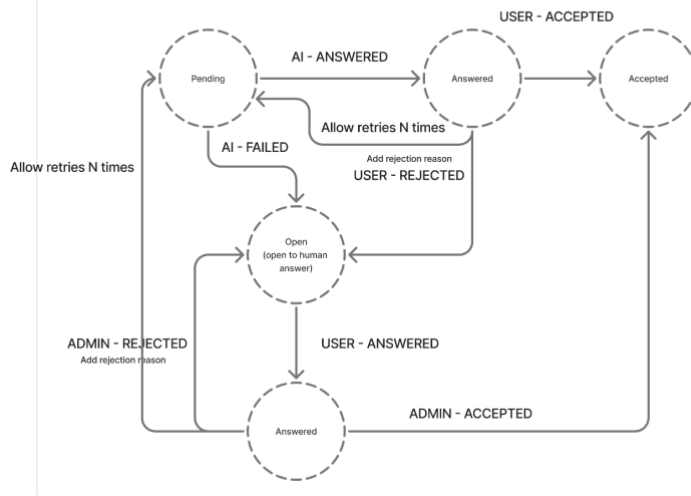 USER - ACCEPTED
AI - ANSWERED
Pending
Answered
Accepted
Allow retries N times
AI - FAILED
Add rejection reason
USER - REJECTED
Allow retries N times
Open
(open to human
answer)
ADMIN - REJECTED
Add rejection reason
USER - ANSWERED
ADMIN - ACCEPTED
Answered